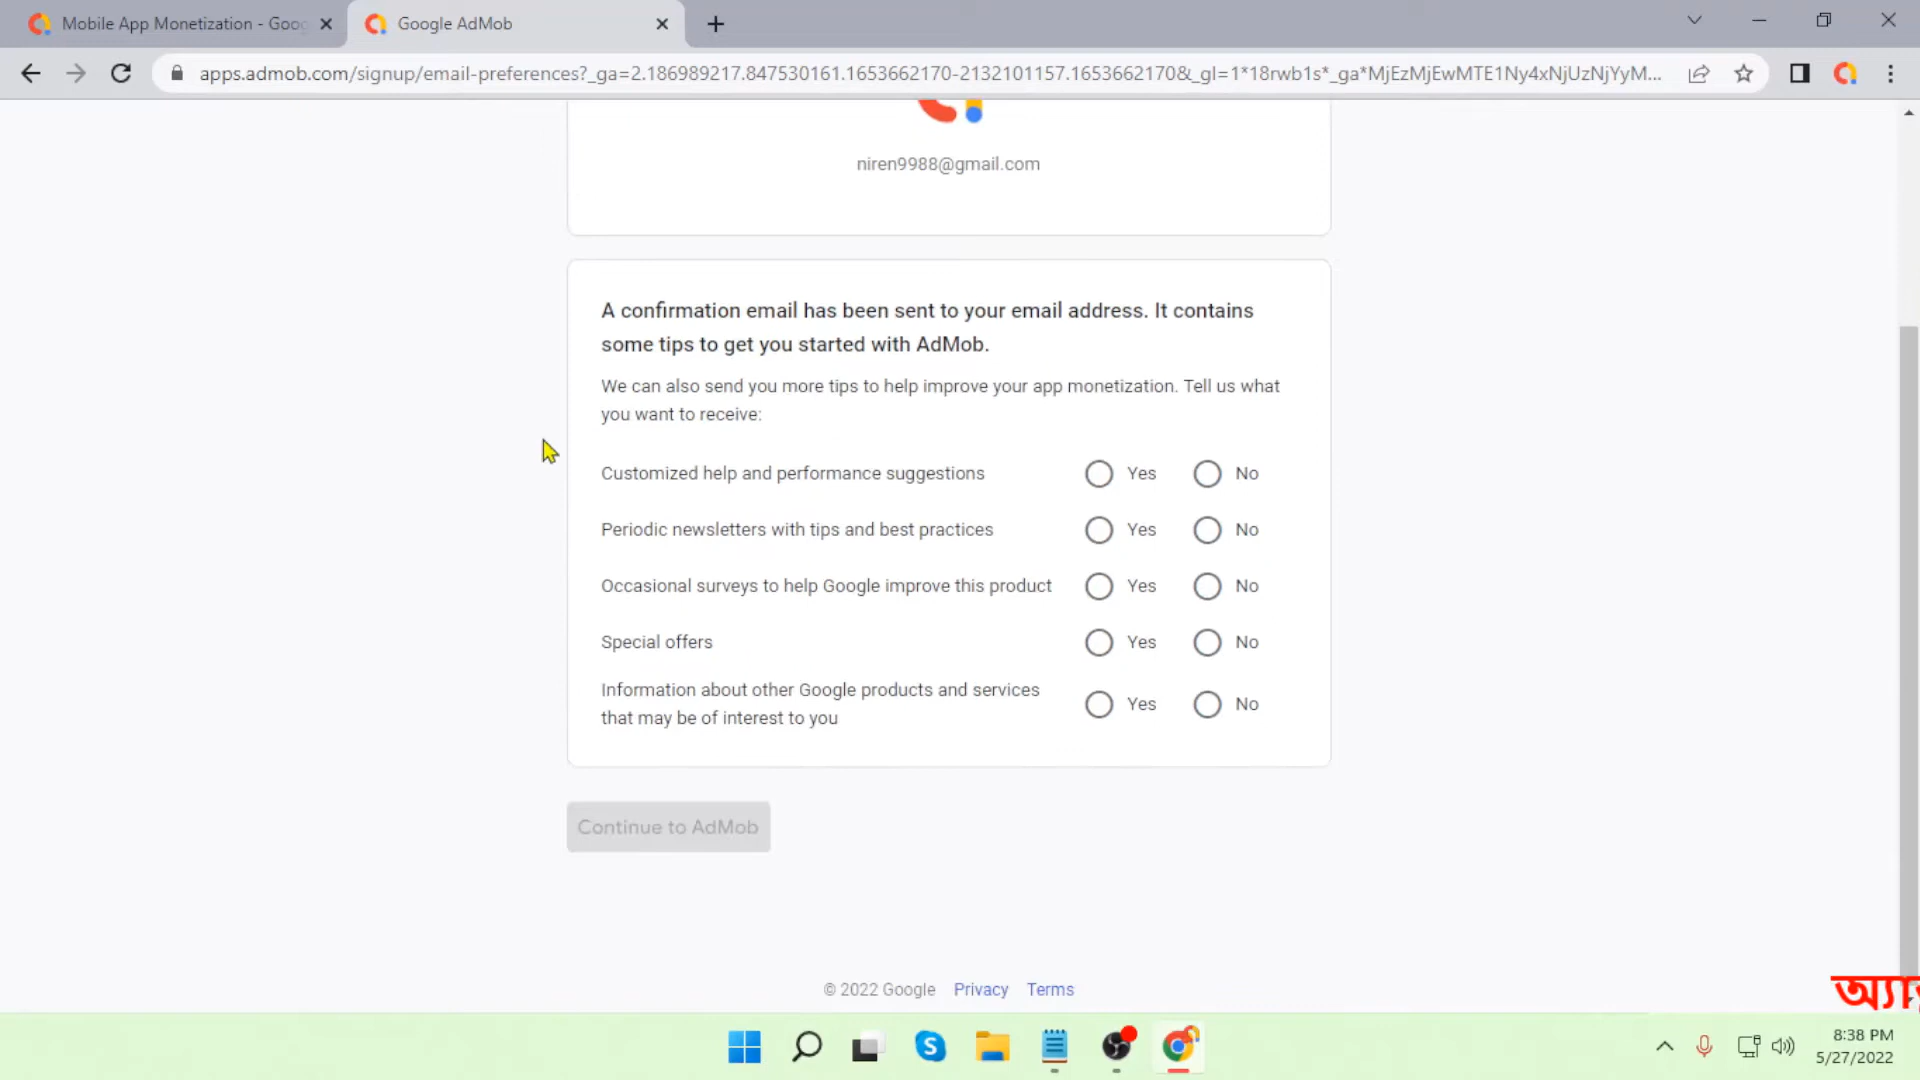 Mobile App Monetization - Goog
Google AdMob
apps.admob.com/signup/email-preferences?_ga=2.186989217.847530161.1653662170-2132101157.1653662170&_gl=1*18rwb1s*_ga*MjEzMjEwMTE1Ny4xNjUzNjYyM...
niren9988@gmail.com
A confirmation email has been sent to your email address. It contains
some tips to get you started with AdMob.
We can also send you more tips to help improve your app monetization. Tell us what
you want to receive:
Customized help and performance suggestions Yes No
Periodic newsletters with tips and best practices Yes No
Occasional surveys to help Google improve this product Yes No
Special offers Yes No
Information about other Google products and services
that may be of interest to you Yes No
Continue to AdMob
© 2022 Google Privacy Terms
8:38 PM
5/27/2022